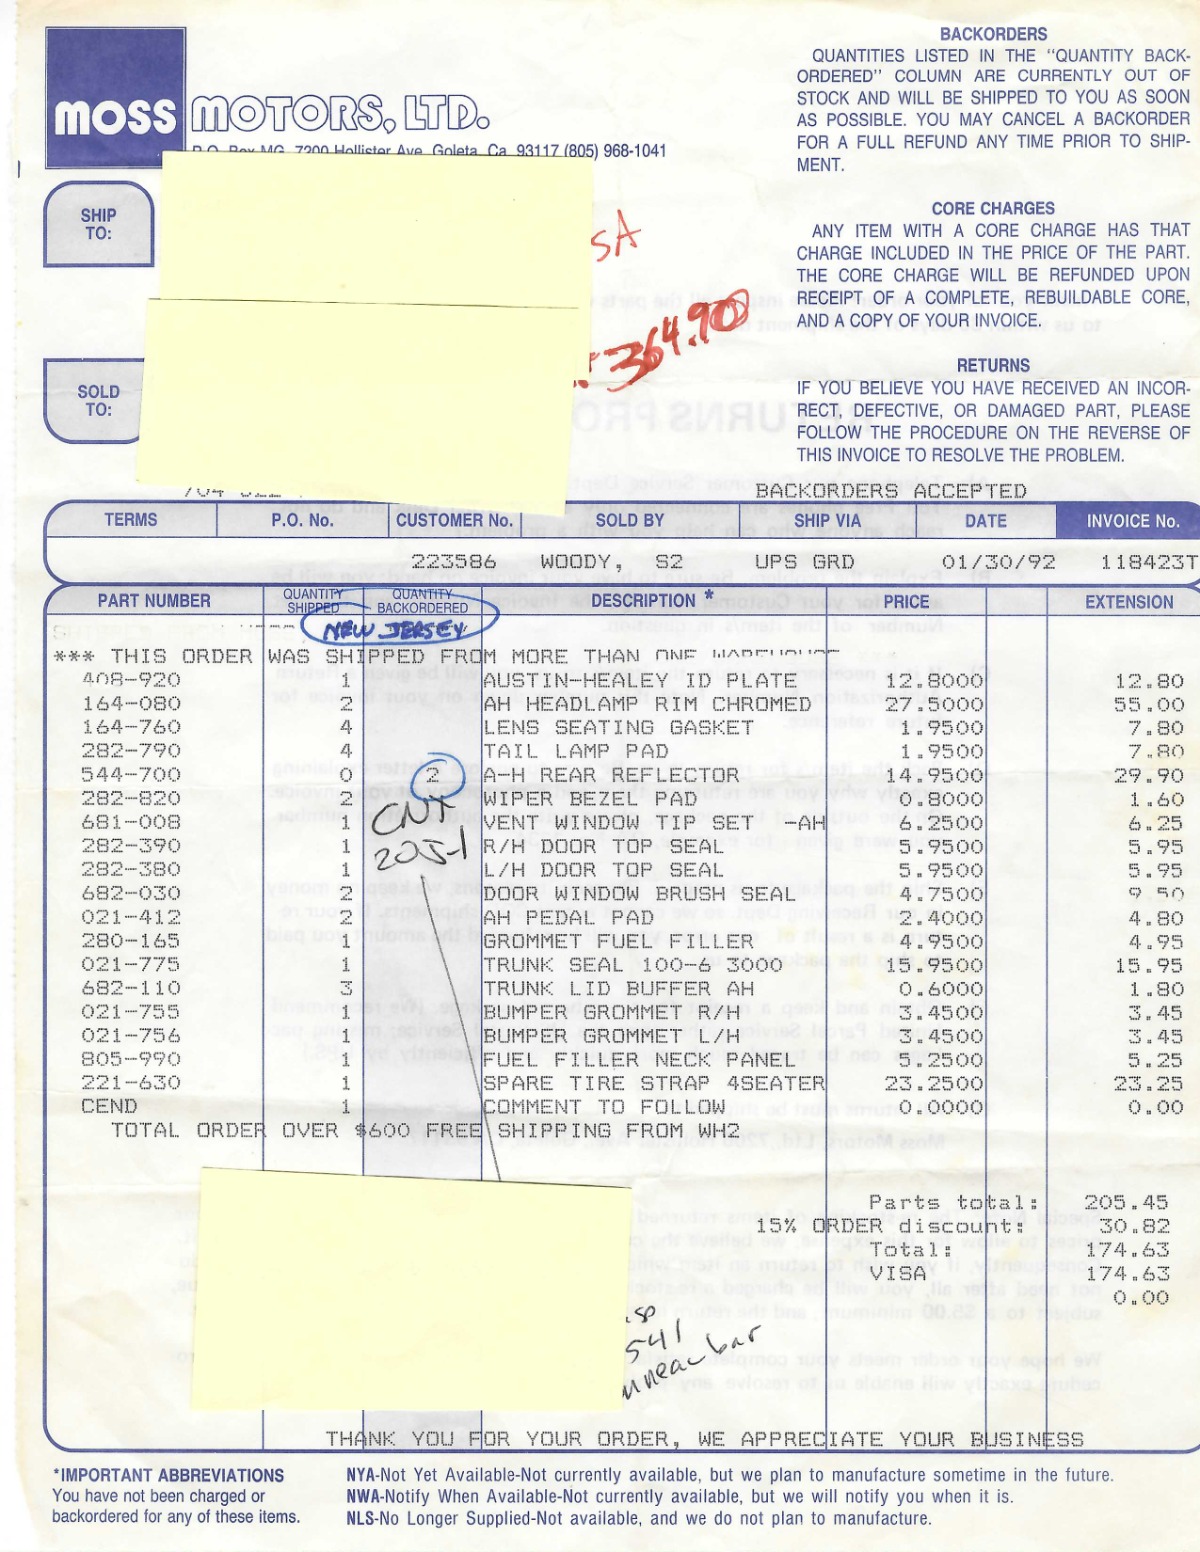 MOSS MOTORS, LTD.
P.O. Box MG, 7200 Hollister Ave. Goleta, Ca. 93117 (805) 968-1041
BACKORDERS
QUANTITIES LISTED IN THE "QUANTITY BACK-
ORDERED" COLUMN ARE CURRENTLY OUT OF
STOCK AND WILL BE SHIPPED TO YOU AS SOON
AS POSSIBLE. YOU MAY CANCEL A BACKORDER
FOR A FULL REFUND ANY TIME PRIOR TO SHIP-
MENT.
CORE CHARGES
ANY ITEM WITH A CORE CHARGE HAS THAT
CHARGE INCLUDED IN THE PRICE OF THE PART.
THE CORE CHARGE WILL BE REFUNDED UPON
RECEIPT OF A COMPLETE, REBUILDABLE CORE,
AND A COPY OF YOUR INVOICE.
RETURNS
IF YOU BELIEVE YOU HAVE RECEIVED AN INCOR-
RECT, DEFECTIVE, OR DAMAGED PART, PLEASE
FOLLOW THE PROCEDURE ON THE REVERSE OF
THIS INVOICE TO RESOLVE THE PROBLEM.
SHIP
TO:
SA
364.90
SOLD
TO:
BACKORDERS ACCEPTED
TERMS P.O. No. CUSTOMER No. SOLD BY SHIP VIA DATE INVOICE No.
223586 WOODY, S2 UPS GRD 01/30/92 118423T
PART NUMBER QUANTITY SHIPPED QUANTITY BACKORDERED DESCRIPTION * PRICE EXTENSION
NEW JERSEY
*** THIS ORDER WAS SHIPPED FROM MORE THAN ONE WAREHOUSE
408-920 1 AUSTIN-HEALEY ID PLATE 12.8000 12.80
164-080 2 AH HEADLAMP RIM CHROMED 27.5000 55.00
164-760 4 LENS SEATING GASKET 1.9500 7.80
282-790 4 TAIL LAMP PAD 1.9500 7.80
544-700 0 2 A-H REAR REFLECTOR 14.9500 29.90
282-820 2 WIPER BEZEL PAD 0.8000 1.60
681-008 1 VENT WINDOW TIP SET -AH 6.2500 6.25
282-390 1 R/H DOOR TOP SEAL 5.9500 5.95
282-380 1 L/H DOOR TOP SEAL 5.9500 5.95
682-030 2 DOOR WINDOW BRUSH SEAL 4.7500 9.50
021-412 2 AH PEDAL PAD 2.4000 4.80
280-165 1 GROMMET FUEL FILLER 4.9500 4.95
021-775 1 TRUNK SEAL 100-6 3000 15.9500 15.95
682-110 3 TRUNK LID BUFFER AH 0.6000 1.80
021-755 1 BUMPER GROMMET R/H 3.4500 3.45
021-756 1 BUMPER GROMMET L/H 3.4500 3.45
805-990 1 FUEL FILLER NECK PANEL 5.2500 5.25
221-630 1 SPARE TIRE STRAP 4SEATER 23.2500 23.25
CEND 1 COMMENT TO FOLLOW 0.0000 0.00
TOTAL ORDER OVER $600 FREE SHIPPING FROM WH2
Parts total: 205.45
15% ORDER discount: 30.82
Total: 174.63
VISA 174.63
0.00
541
THANK YOU FOR YOUR ORDER, WE APPRECIATE YOUR BUSINESS
*IMPORTANT ABBREVIATIONS
You have not been charged or
backordered for any of these items.
NYA-Not Yet Available-Not currently available, but we plan to manufacture sometime in the future.
NWA-Notify When Available-Not currently available, but we will notify you when it is.
NLS-No Longer Supplied-Not available, and we do not plan to manufacture.